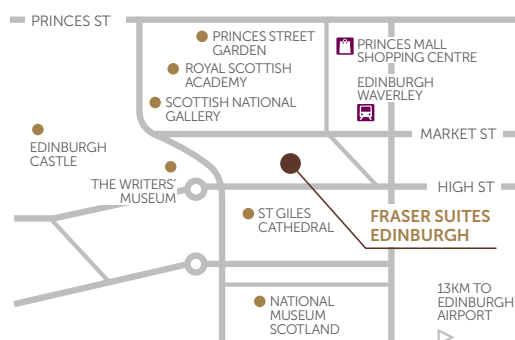 PRINCES ST
PRINCES STREET
GARDEN
PRINCES MALL
SHOPPING CENTRE
ROYAL SCOTTISH
ACADEMY
EDINBURGH
WAVERLEY
SCOTTISH NATIONAL
GALLERY
MARKET ST
EDINBURGH
CASTLE
THE WRITERS'
MUSEUM
HIGH ST
ST GILES
CATHEDRAL
FRASER SUITES
EDINBURGH
NATIONAL
MUSEUM
SCOTLAND
13KM TO
EDINBURGH
AIRPORT